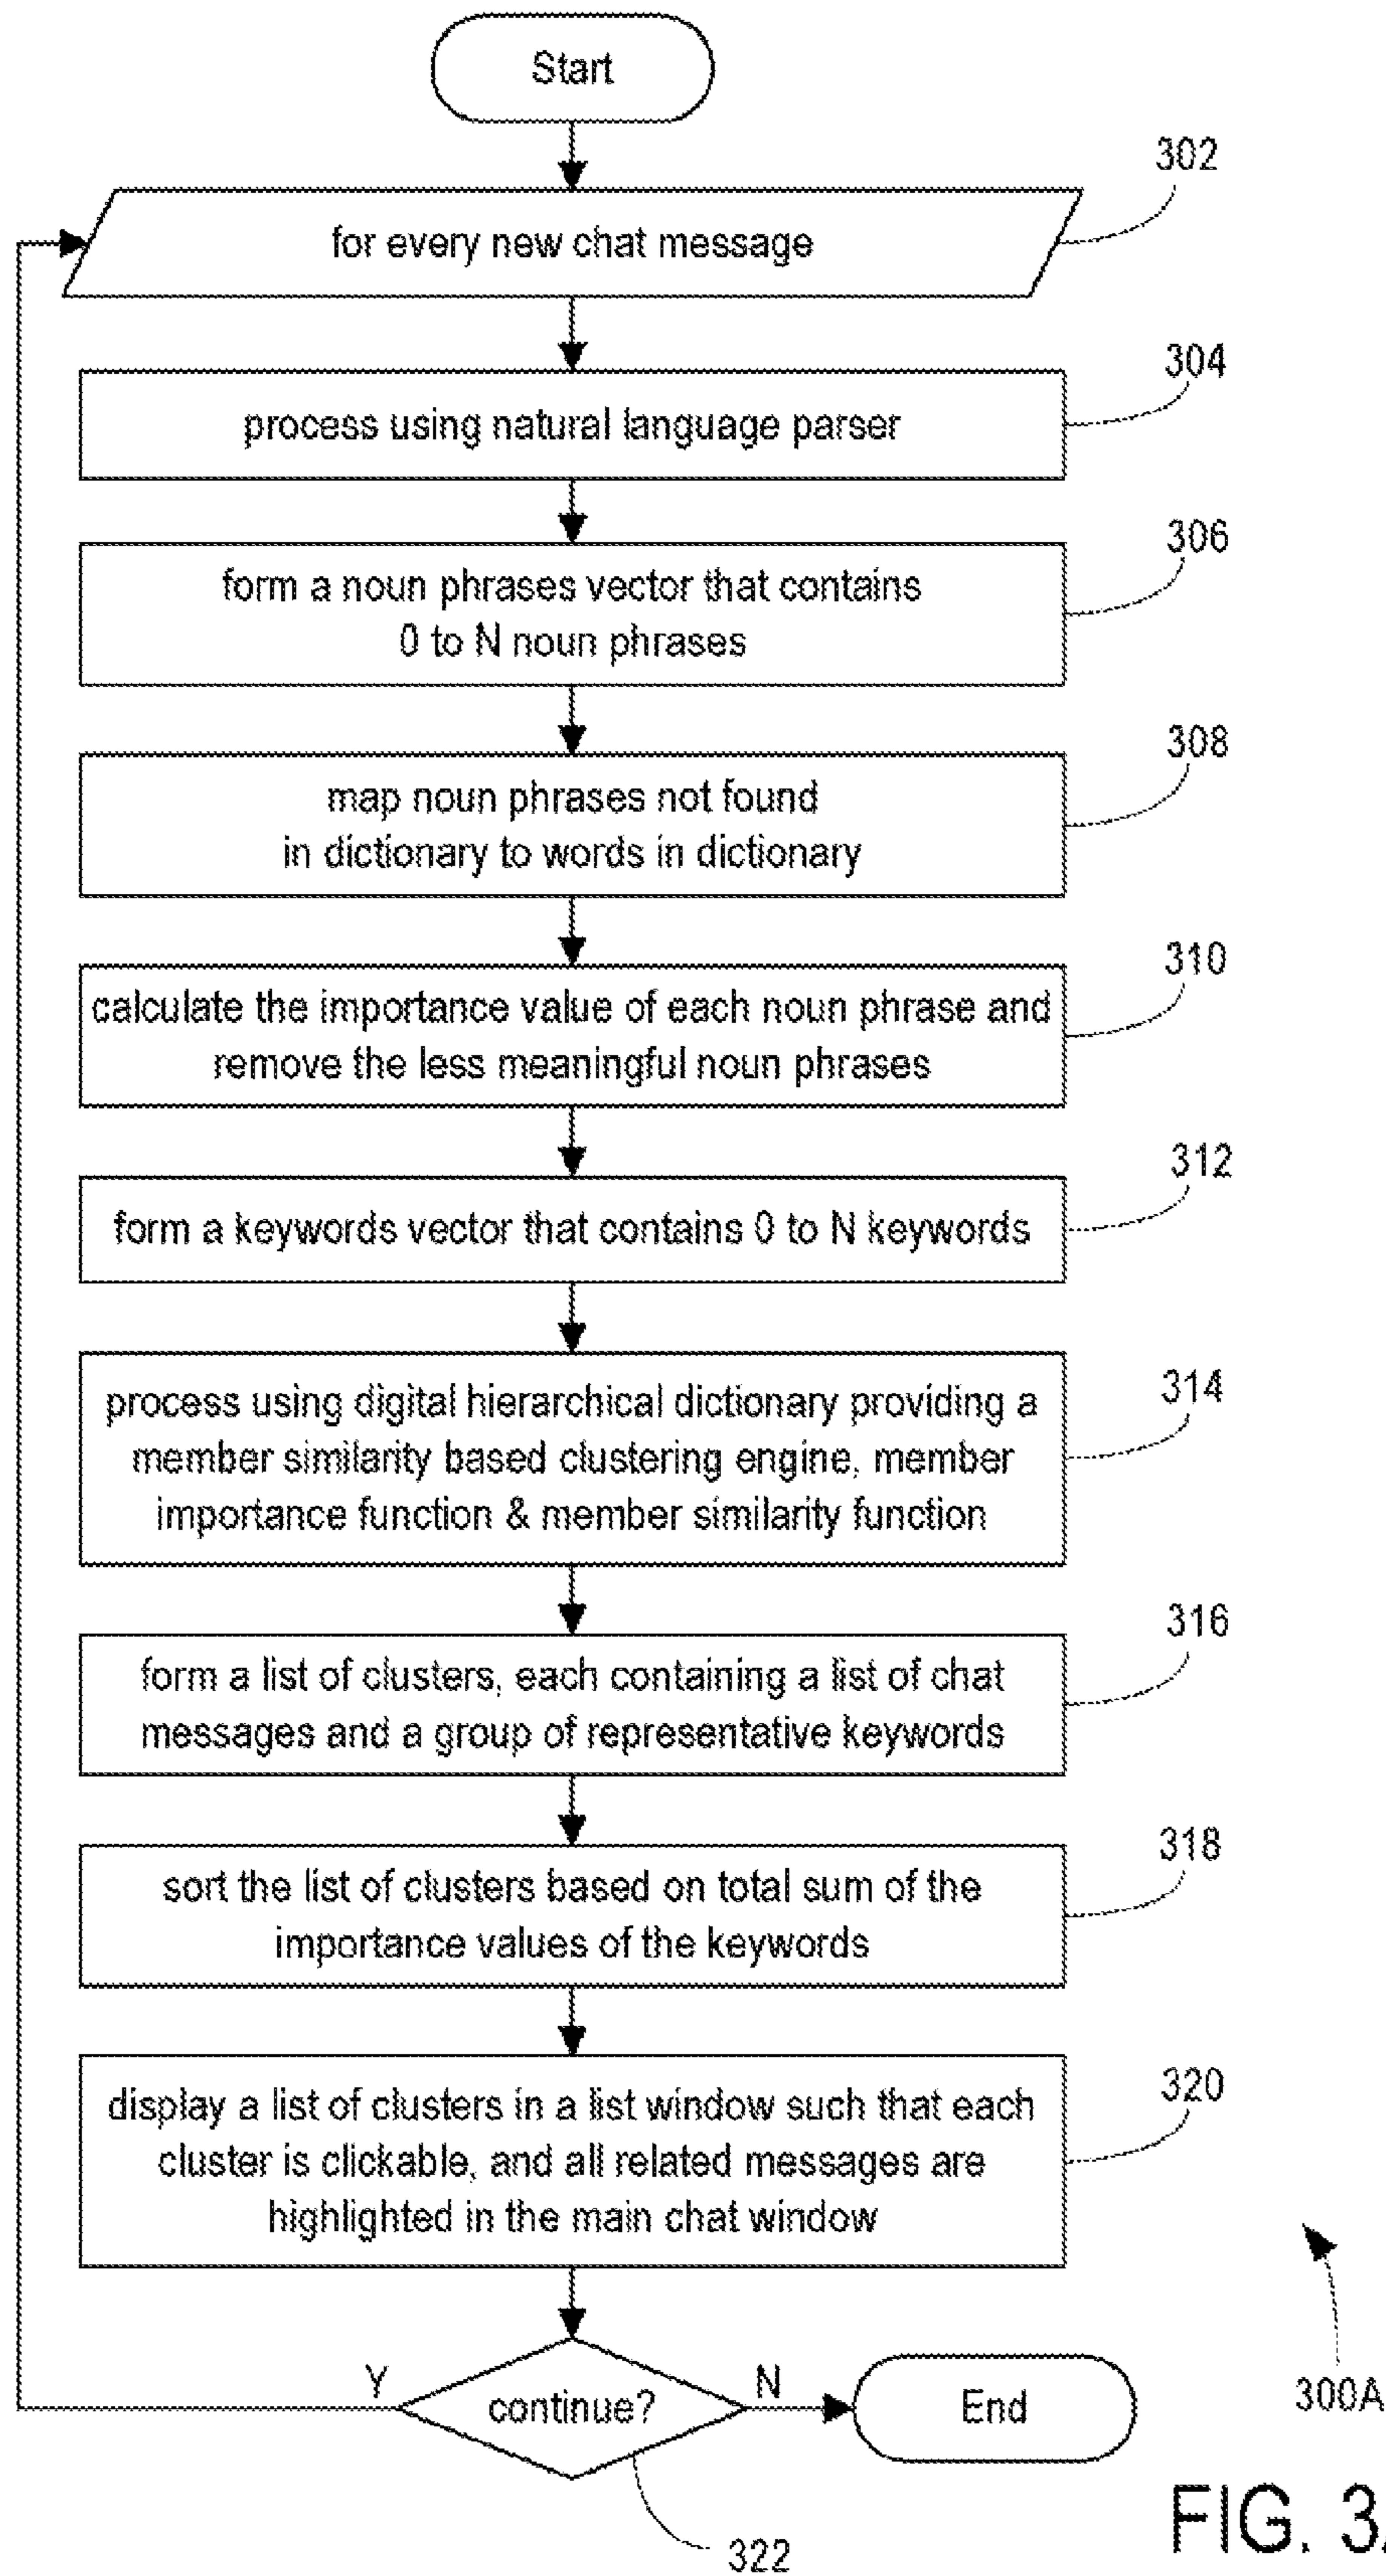 Start
302
for every new chat message
304
process using natural language parser
306
form a noun phrases vector that contains
0 to N noun phrases
308
map noun phrases not found
in dictionary to words in dictionary
310
calculate the importance value of each noun phrase and
remove the less meaningful noun phrases
312
form a keywords vector that contains 0 to N keywords
314
process using digital hierarchical dictionary providing a
member similarity based clustering engine, member
importance function & member similarity function
316
form a list of clusters, each containing a list of chat
messages and a group of representative keywords
318
sort the list of clusters based on total sum of the
importance values of the keywords
320
display a list of clusters in a list window such that each
cluster is clickable, and all related messages are
highlighted in the main chat window
Y
continue?
N
End
300A
322
FIG. 3